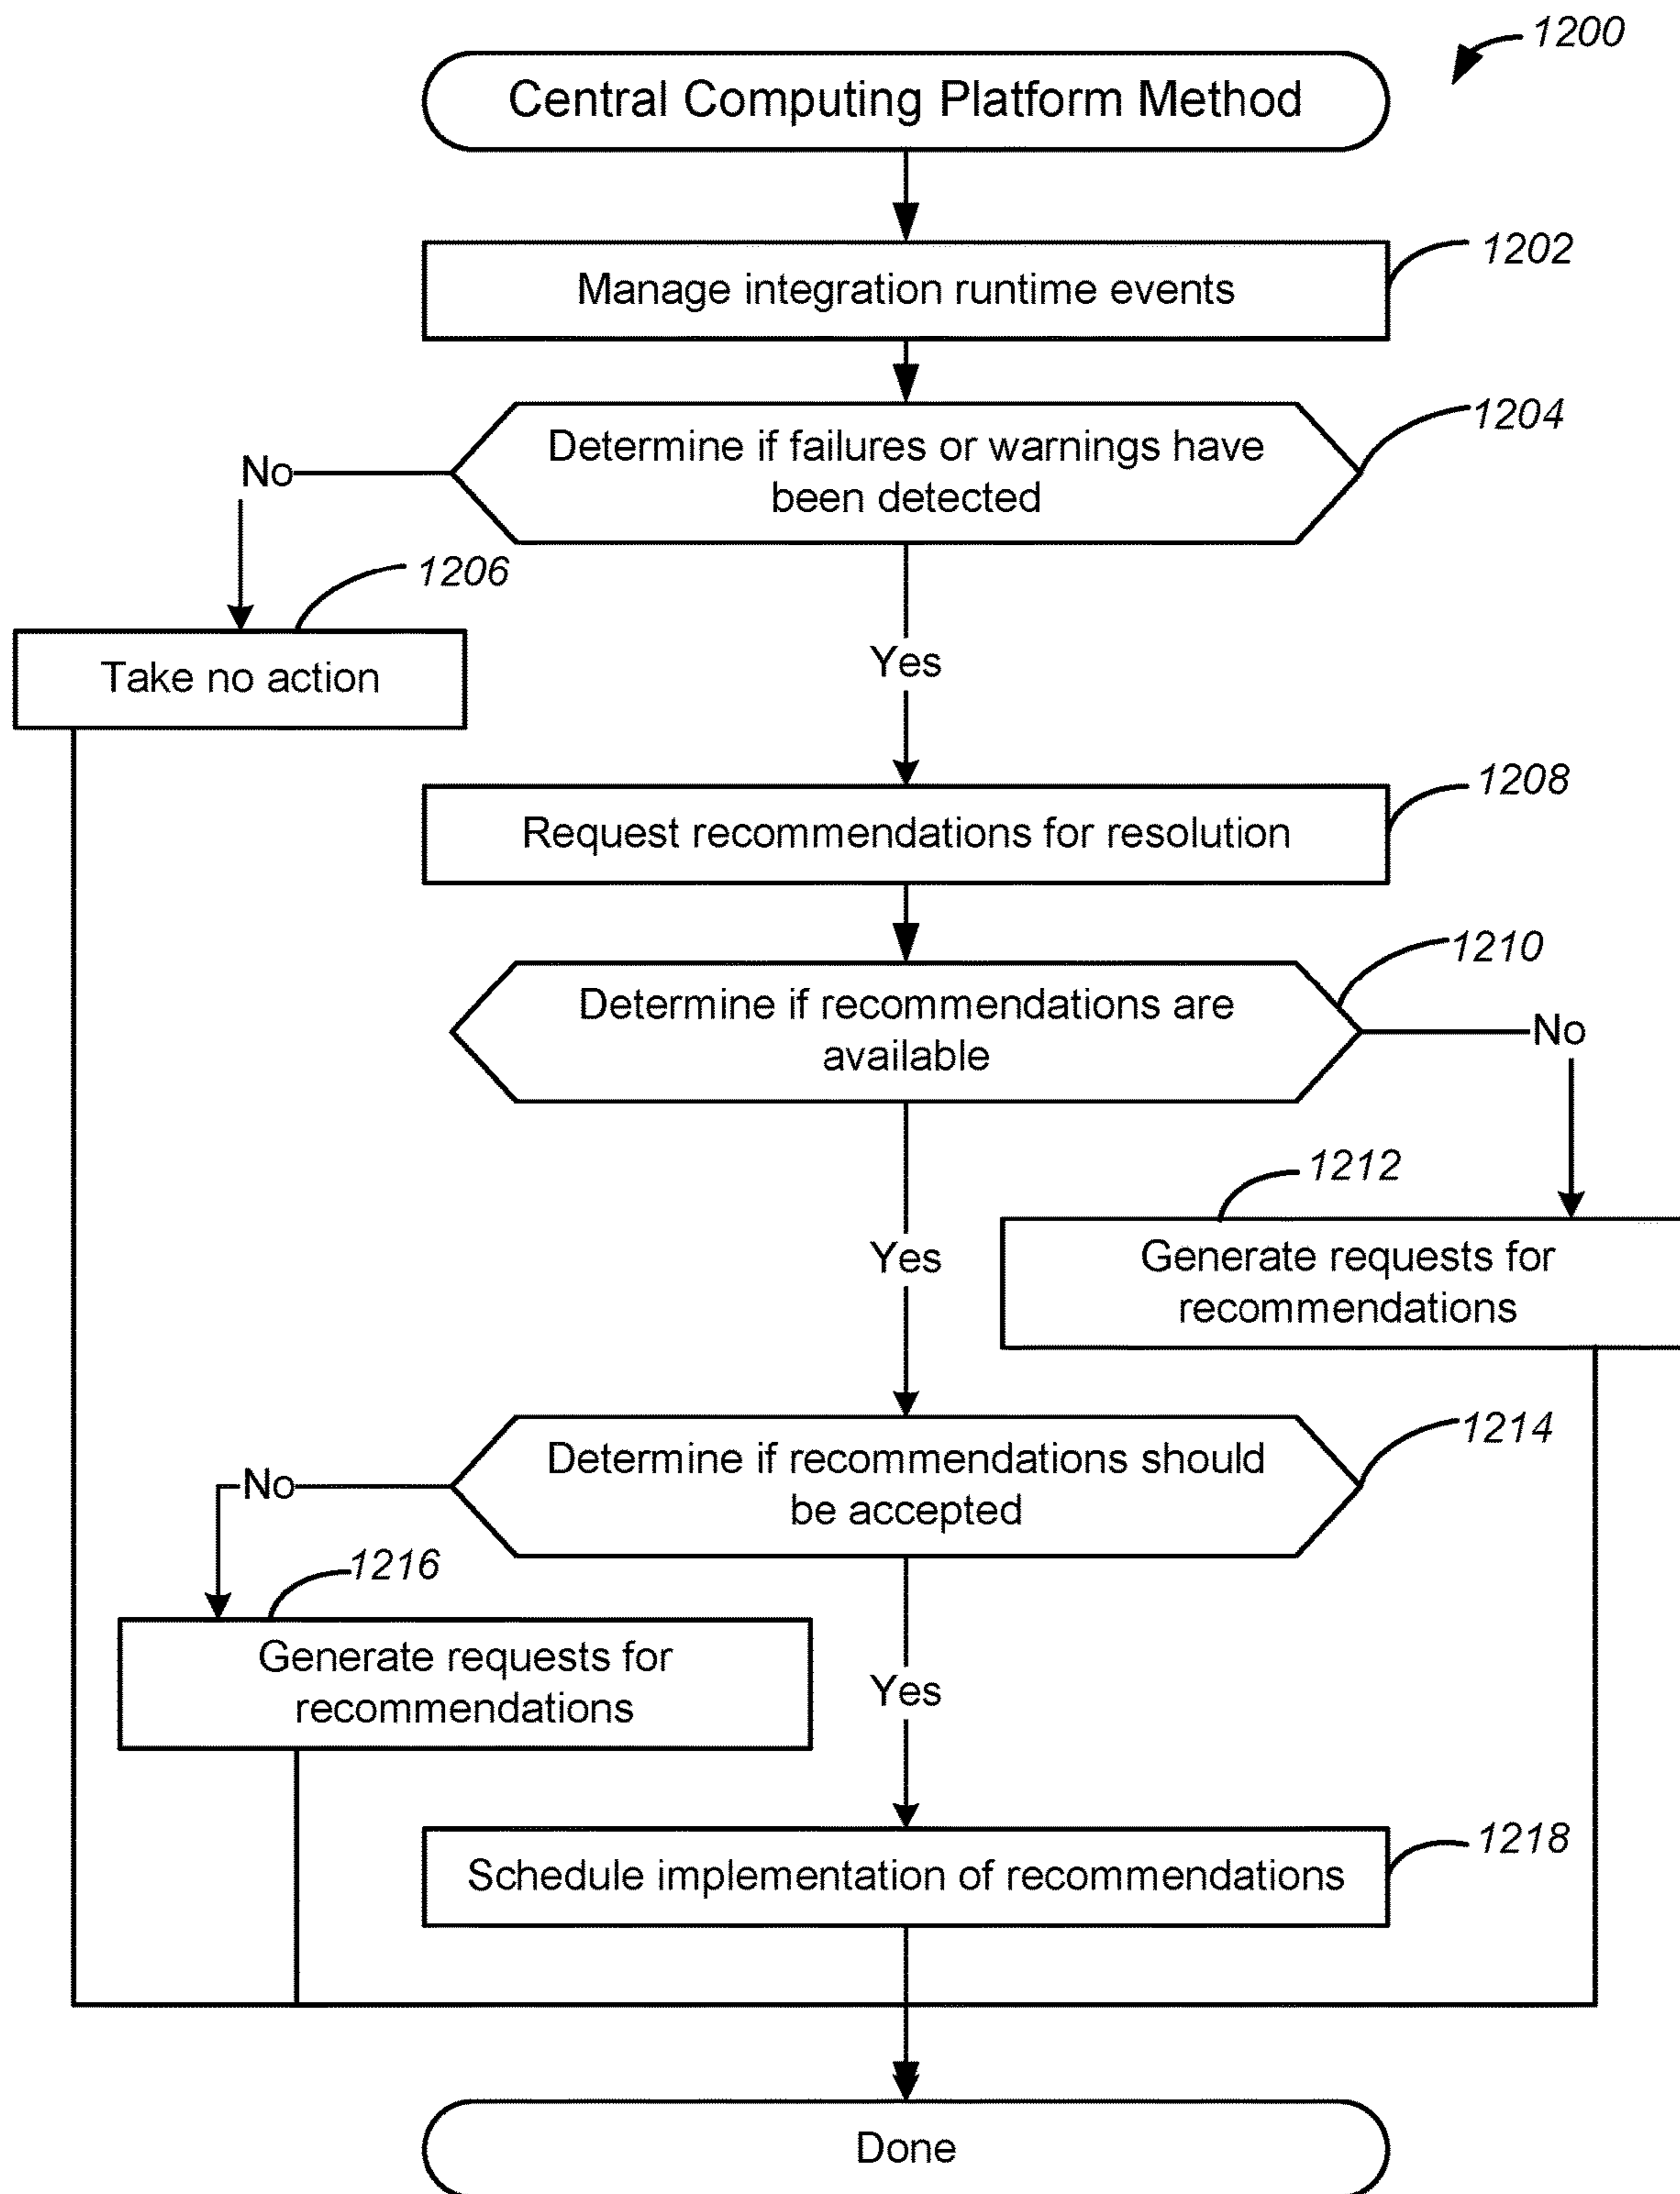 1200
Central Computing Platform Method
1202
Manage integration runtime events
1204
Determine if failures or warnings have
been detected
No
1206
Take no action
Yes
1208
Request recommendations for resolution
1210
Determine if recommendations are
available
No
1212
Generate requests for
recommendations
Yes
1214
Determine if recommendations should
be accepted
No
1216
Generate requests for
recommendations
Yes
1218
Schedule implementation of recommendations
Done